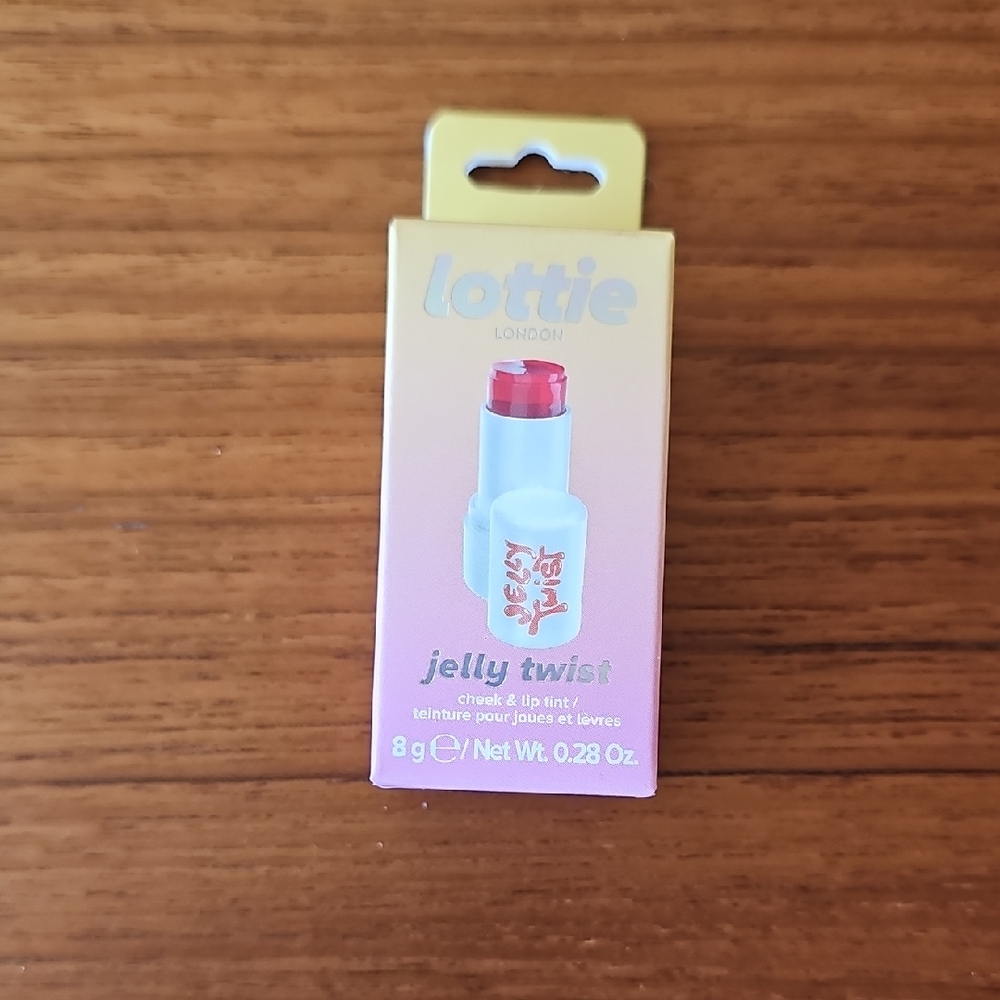 lottie
LONDON
JELLY
TWIST
jelly twist
cheek & lip tint /
teinture pour joues et lèvres
8 g ℮ / Net Wt. 0.28 Oz.